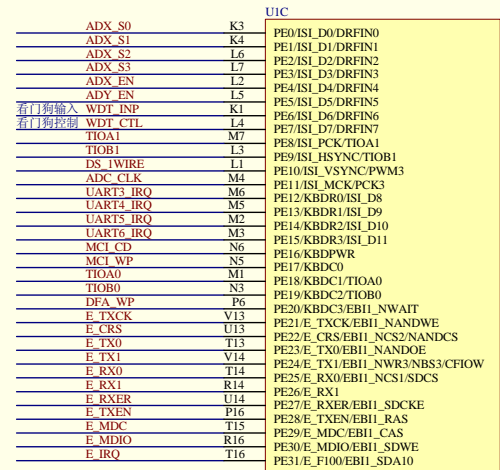 U1C
ADX_S0 K3 PE0/ISI_D0/DRFIN0
ADX_S1 K4 PE1/ISI_D1/DRFIN1
ADX_S2 L6 PE2/ISI_D2/DRFIN2
ADX_S3 L7 PE3/ISI_D3/DRFIN3
ADX_EN L2 PE4/ISI_D4/DRFIN4
ADY_EN L5 PE5/ISI_D5/DRFIN5
看门狗输入 WDT_INP K1 PE6/ISI_D6/DRFIN6
看门狗控制 WDT_CTL L4 PE7/ISI_D7/DRFIN7
TIOA1 M7 PE8/ISI_PCK/TIOA1
TIOB1 L3 PE9/ISI_HSYNC/TIOB1
DS_1WIRE L1 PE10/ISI_VSYNC/PWM3
ADC_CLK M4 PE11/ISI_MCK/PCK3
UART3_IRQ M6 PE12/KBDR0/ISI_D8
UART4_IRQ M5 PE13/KBDR1/ISI_D9
UART5_IRQ M2 PE14/KBDR2/ISI_D10
UART6_IRQ M3 PE15/KBDR3/ISI_D11
MCI_CD N6 PE16/KBDPWR
MCI_WP N5 PE17/KBDC0
TIOA0 M1 PE18/KBDC1/TIOA0
TIOB0 N3 PE19/KBDC2/TIOB0
DFA_WP P6 PE20/KBDC3/EBI1_NWAIT
E_TXCK V13 PE21/E_TXCK/EBI1_NANDWE
E_CRS U13 PE22/E_CRS/EBI1_NCS2/NANDCS
E_TX0 T13 PE23/E_TX0/EBI1_NANDOE
E_TX1 V14 PE24/E_TX1/EBI1_NWR3/NBS3/CFIOW
E_RX0 T14 PE25/E_RX0/EBI1_NCS1/SDCS
E_RX1 R14 PE26/E_RX1
E_RXER U14 PE27/E_RXER/EBI1_SDCKE
E_TXEN P16 PE28/E_TXEN/EBI1_RAS
E_MDC T15 PE29/E_MDC/EBI1_CAS
E_MDIO R16 PE30/E_MDIO/EBI1_SDWE
E_IRQ T16 PE31/E_F100/EBI1_SDA10